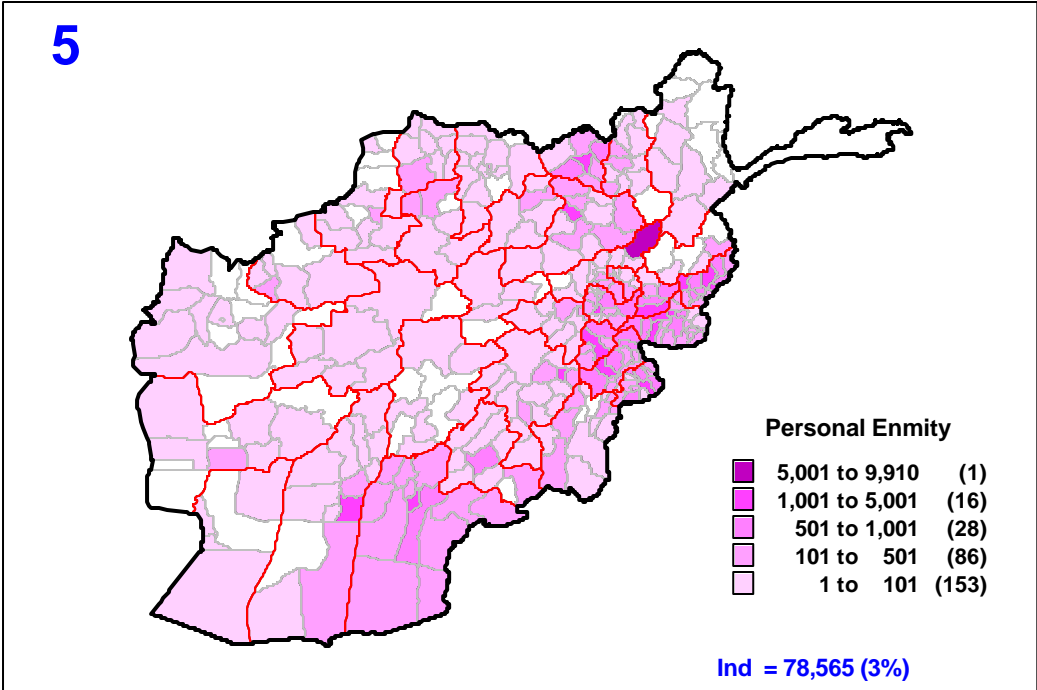 5
Personal Enmity
5,001 to 9,910 (1)
1,001 to 5,001 (16)
501 to 1,001 (28)
101 to 501 (86)
1 to 101 (153)
Ind = 78,565 (3%)